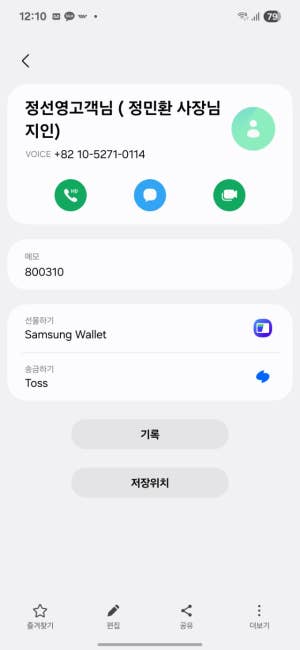 12:10
79
정선영고객님 ( 정민환 사장님
지인)
VOICE +82 10-5271-0114
HD
메모
800310
선물하기
Samsung Wallet
송금하기
Toss
기록
저장위치
즐겨찾기
편집
공유
더보기